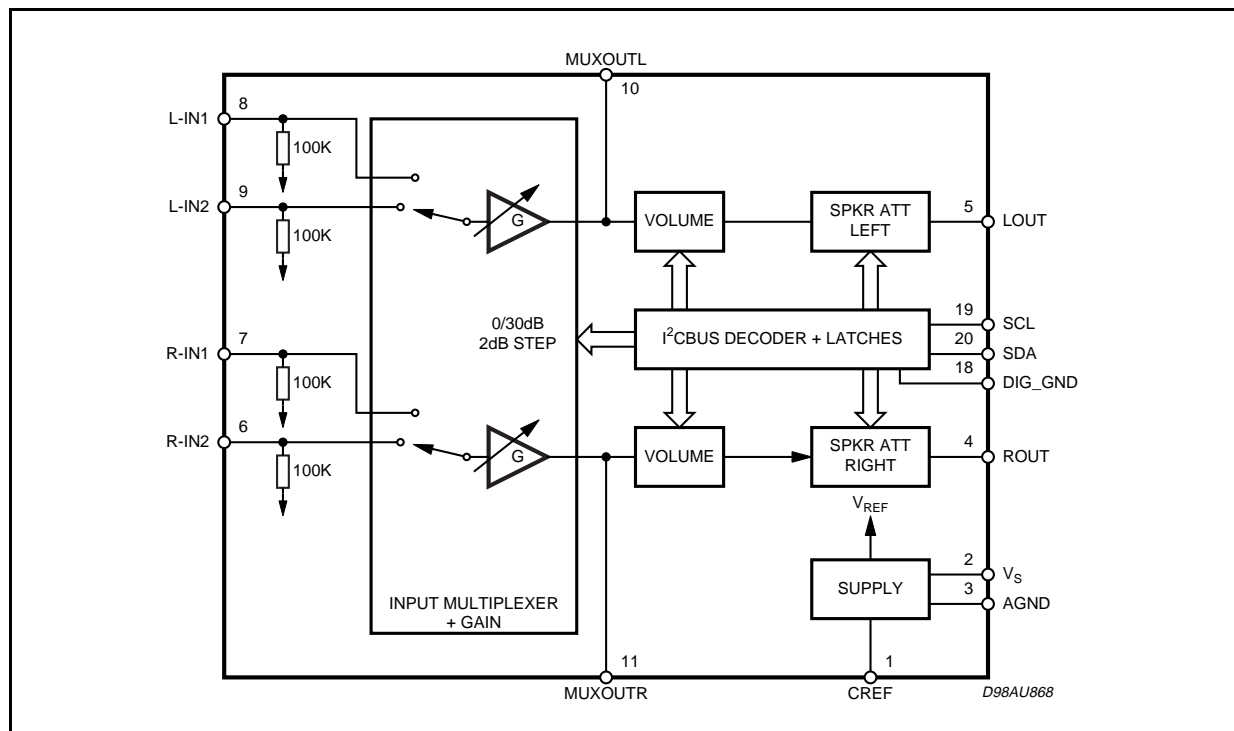 MUXOUTL
10
L-IN1
8
100K
L-IN2
9
100K
G
VOLUME
SPKR ATT
LEFT
5
LOUT
0/30dB
2dB STEP
I²CBUS DECODER + LATCHES
19
SCL
20
SDA
18
DIG_GND
R-IN1
7
100K
R-IN2
6
100K
G
VOLUME
SPKR ATT
RIGHT
4
ROUT
VREF
SUPPLY
2
VS
3
AGND
INPUT MULTIPLEXER
+ GAIN
11
MUXOUTR
1
CREF
D98AU868